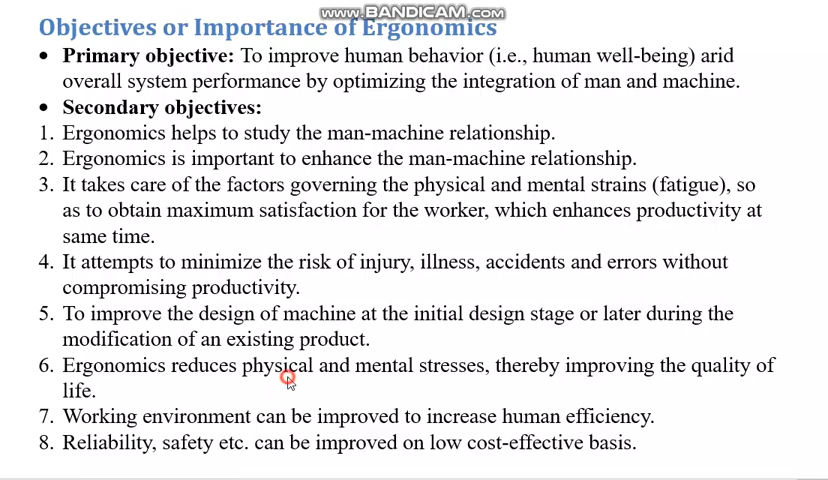 www.BANDICAM.com
Objectives or Importance of Ergonomics
• Primary objective: To improve human behavior (i.e., human well-being) arid
overall system performance by optimizing the integration of man and machine.
• Secondary objectives:
1. Ergonomics helps to study the man-machine relationship.
2. Ergonomics is important to enhance the man-machine relationship.
3. It takes care of the factors governing the physical and mental strains (fatigue), so
as to obtain maximum satisfaction for the worker, which enhances productivity at
same time.
4. It attempts to minimize the risk of injury, illness, accidents and errors without
compromising productivity.
5. To improve the design of machine at the initial design stage or later during the
modification of an existing product.
6. Ergonomics reduces physical and mental stresses, thereby improving the quality of
life.
7. Working environment can be improved to increase human efficiency.
8. Reliability, safety etc. can be improved on low cost-effective basis.